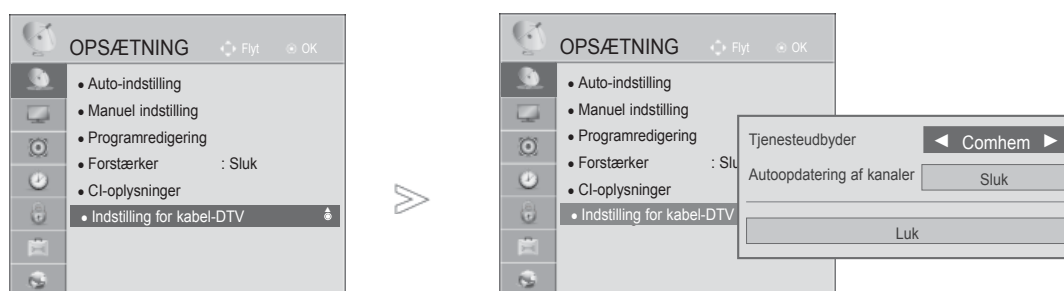 OPSÆTNING Flyt OK
• Auto-indstilling
• Manuel indstilling
• Programredigering
• Forstærker : Sluk
• CI-oplysninger
• Indstilling for kabel-DTV
OPSÆTNING Flyt OK
• Auto-indstilling
• Manuel indstilling
• Programredigering
• Forstærker : Slu
• CI-oplysninger
• Indstilling for kabel-DTV
Tjenesteudbyder ◄ Comhem ►
Autoopdatering af kanaler Sluk
Luk